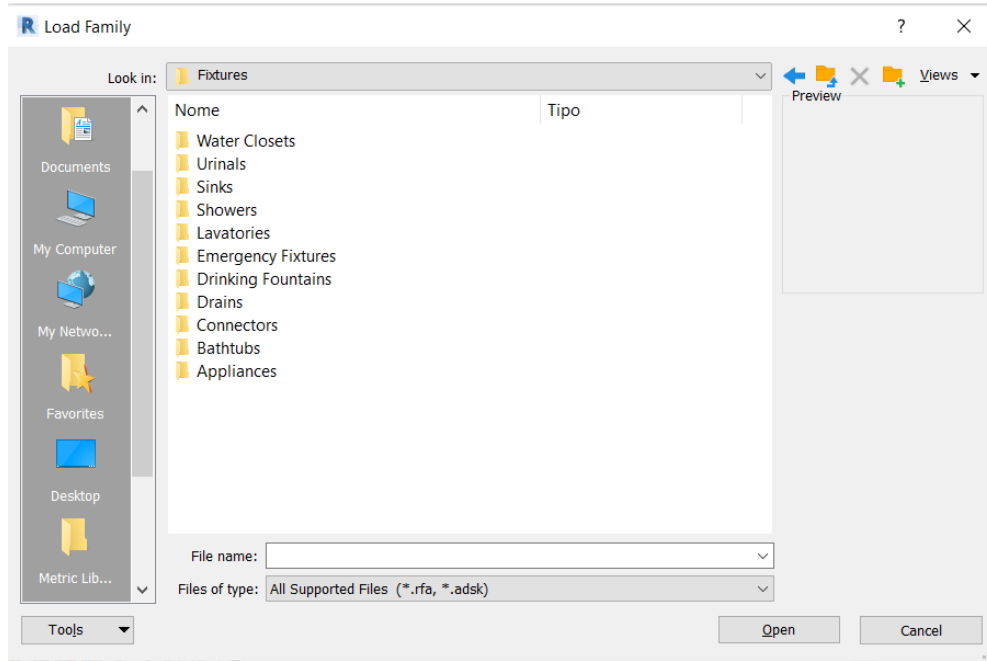 R Load Family ? ×
Look in: Fixtures Views
Preview
Nome Tipo
Water Closets
Urinals
Sinks
Showers
Lavatories
Emergency Fixtures
Drinking Fountains
Drains
Connectors
Bathtubs
Appliances
Documents
My Computer
My Netwo...
Favorites
Desktop
Metric Lib...
File name:
Files of type: All Supported Files (*.rfa, *.adsk)
Tools Open Cancel